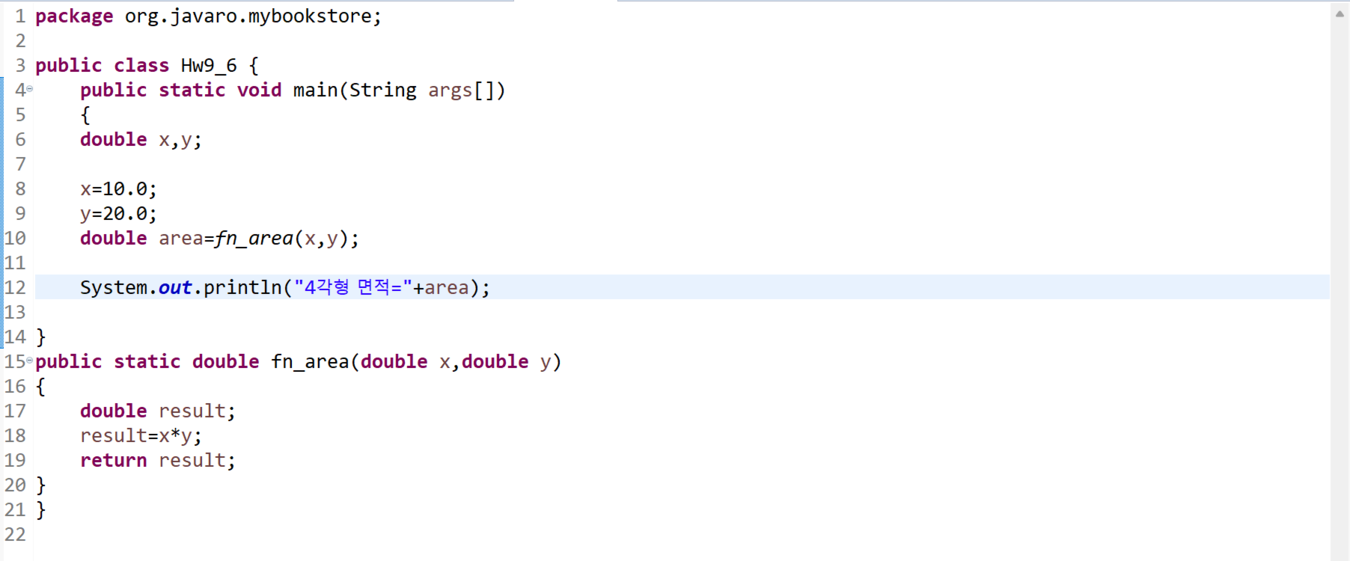 1 package org.javaro.mybookstore;
2
3 public class Hw9_6 {
4 public static void main(String args[])
5 {
6 double x,y;
7
8 x=10.0;
9 y=20.0;
10 double area=fn_area(x,y);
11
12 System.out.println("4각형 면적="+area);
13
14 }
15 public static double fn_area(double x,double y)
16 {
17 double result;
18 result=x*y;
19 return result;
20 }
21 }
22